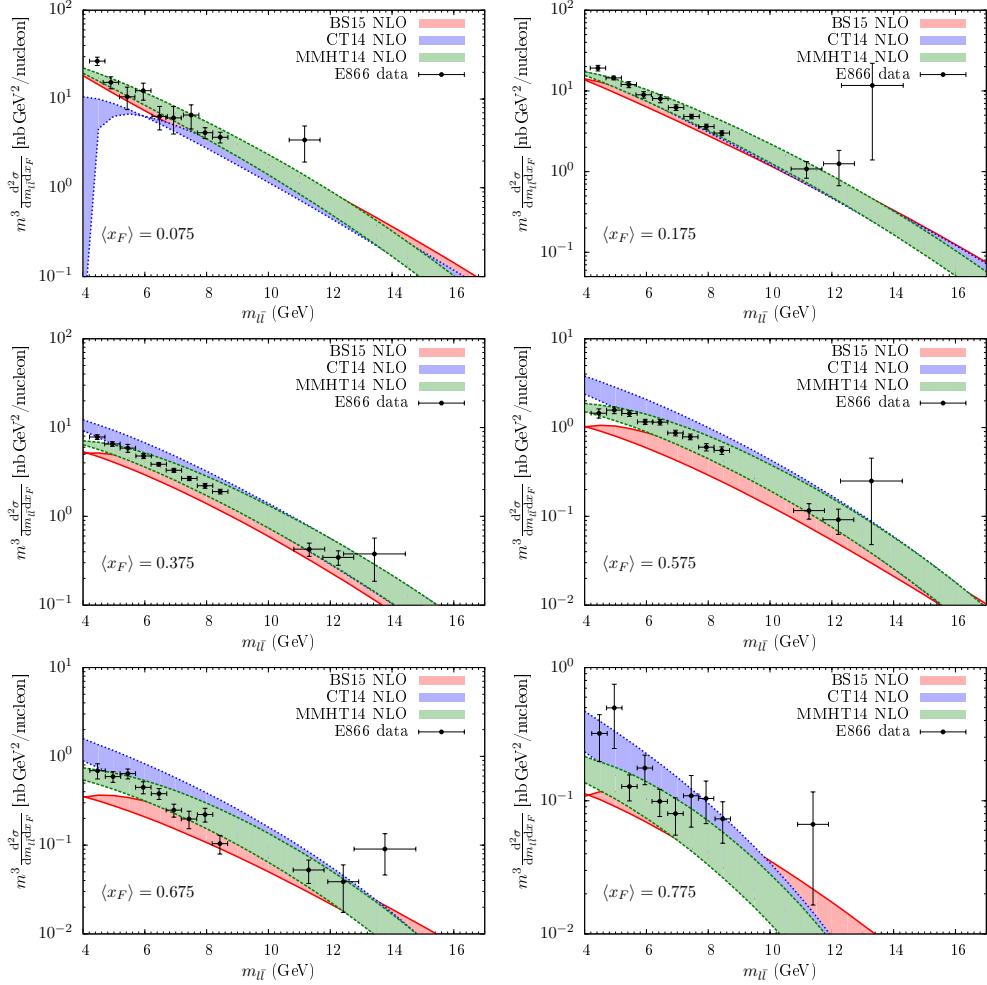 10^2
10^1
10^0
10^{-1}
m^3 \frac{d^2σ}{dm_{ll̄}dx_F} [nb GeV^2/nucleon]
BS15 NLO
CT14 NLO
MMHT14 NLO
E866 data
⟨x_F⟩ = 0.075
4 6 8 10 12 14 16
m_{ll̄} (GeV)
10^2
10^1
10^0
10^{-1}
m^3 \frac{d^2σ}{dm_{ll̄}dx_F} [nb GeV^2/nucleon]
BS15 NLO
CT14 NLO
MMHT14 NLO
E866 data
⟨x_F⟩ = 0.175
4 6 8 10 12 14 16
m_{ll̄} (GeV)
10^2
10^1
10^0
10^{-1}
m^3 \frac{d^2σ}{dm_{ll̄}dx_F} [nb GeV^2/nucleon]
BS15 NLO
CT14 NLO
MMHT14 NLO
E866 data
⟨x_F⟩ = 0.375
4 6 8 10 12 14 16
m_{ll̄} (GeV)
10^1
10^0
10^{-1}
10^{-2}
m^3 \frac{d^2σ}{dm_{ll̄}dx_F} [nb GeV^2/nucleon]
BS15 NLO
CT14 NLO
MMHT14 NLO
E866 data
⟨x_F⟩ = 0.575
4 6 8 10 12 14 16
m_{ll̄} (GeV)
10^1
10^0
10^{-1}
10^{-2}
m^3 \frac{d^2σ}{dm_{ll̄}dx_F} [nb GeV^2/nucleon]
BS15 NLO
CT14 NLO
MMHT14 NLO
E866 data
⟨x_F⟩ = 0.675
4 6 8 10 12 14 16
m_{ll̄} (GeV)
10^0
10^{-1}
10^{-2}
m^3 \frac{d^2σ}{dm_{ll̄}dx_F} [nb GeV^2/nucleon]
BS15 NLO
CT14 NLO
MMHT14 NLO
E866 data
⟨x_F⟩ = 0.775
4 6 8 10 12 14 16
m_{ll̄} (GeV)